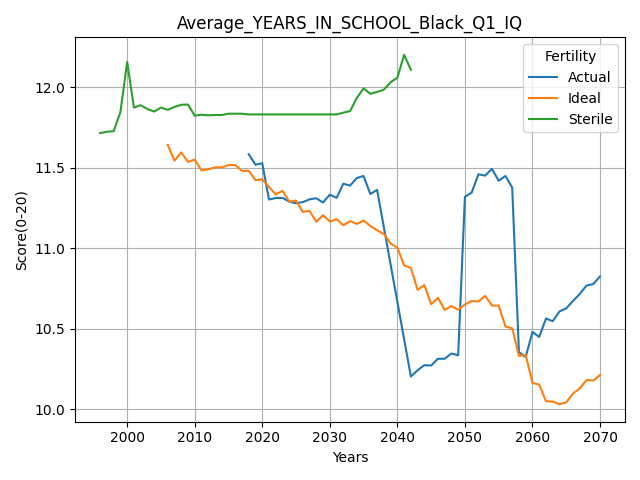 Average_YEARS_IN_SCHOOL_Black_Q1_IQ
Fertility
Actual
Ideal
Sterile
Score(0-20)
12.0
11.5
11.0
10.5
10.0
2000 2010 2020 2030 2040 2050 2060 2070
Years